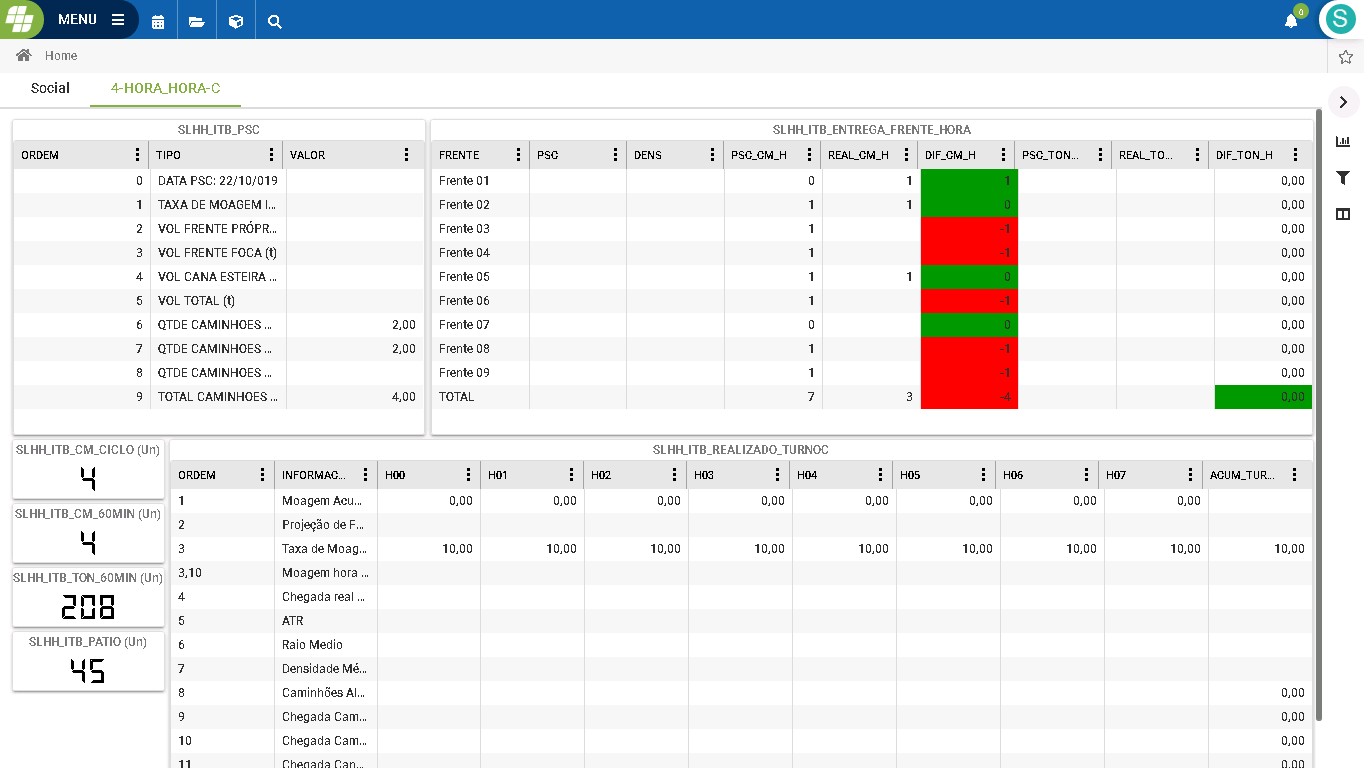 MENU
0
S
Home
Social 4-HORA_HORA-C
SLHH_ITB_PSC
ORDEM TIPO VALOR
0 DATA PSC: 22/10/019
1 TAXA DE MOAGEM I...
2 VOL FRENTE PRÓPR...
3 VOL FRENTE FOCA (t)
4 VOL CANA ESTEIRA ...
5 VOL TOTAL (t)
6 QTDE CAMINHOES ... 2,00
7 QTDE CAMINHOES ... 2,00
8 QTDE CAMINHOES ...
9 TOTAL CAMINHOES ... 4,00
SLHH_ITB_ENTREGA_FRENTE_HORA
FRENTE PSC DENS PSC_CM_H REAL_CM_H DIF_CM_H PSC_TON... REAL_TO... DIF_TON_H
Frente 01 0 1 1 0,00
Frente 02 1 1 0 0,00
Frente 03 1 -1 0,00
Frente 04 1 -1 0,00
Frente 05 1 1 0 0,00
Frente 06 1 -1 0,00
Frente 07 0 0 0,00
Frente 08 1 -1 0,00
Frente 09 1 -1 0,00
TOTAL 7 3 -4 0,00
SLHH_ITB_CM_CICLO (Un)
4
SLHH_ITB_CM_60MIN (Un)
4
SLHH_ITB_TON_60MIN (Un)
208
SLHH_ITB_PATIO (Un)
45
SLHH_ITB_REALIZADO_TURNOC
ORDEM INFORMAC... H00 H01 H02 H03 H04 H05 H06 H07 ACUM_TUR...
1 Moagem Acu... 0,00 0,00 0,00 0,00 0,00 0,00 0,00 0,00
2 Projeção de F...
3 Taxa de Moag... 10,00 10,00 10,00 10,00 10,00 10,00 10,00 10,00 10,00
3,10 Moagem hora ...
4 Chegada real ...
5 ATR
6 Raio Medio
7 Densidade Mé...
8 Caminhões Al... 0,00
9 Chegada Cam... 0,00
10 Chegada Cam... 0,00
11 Chegada Can... 0,00